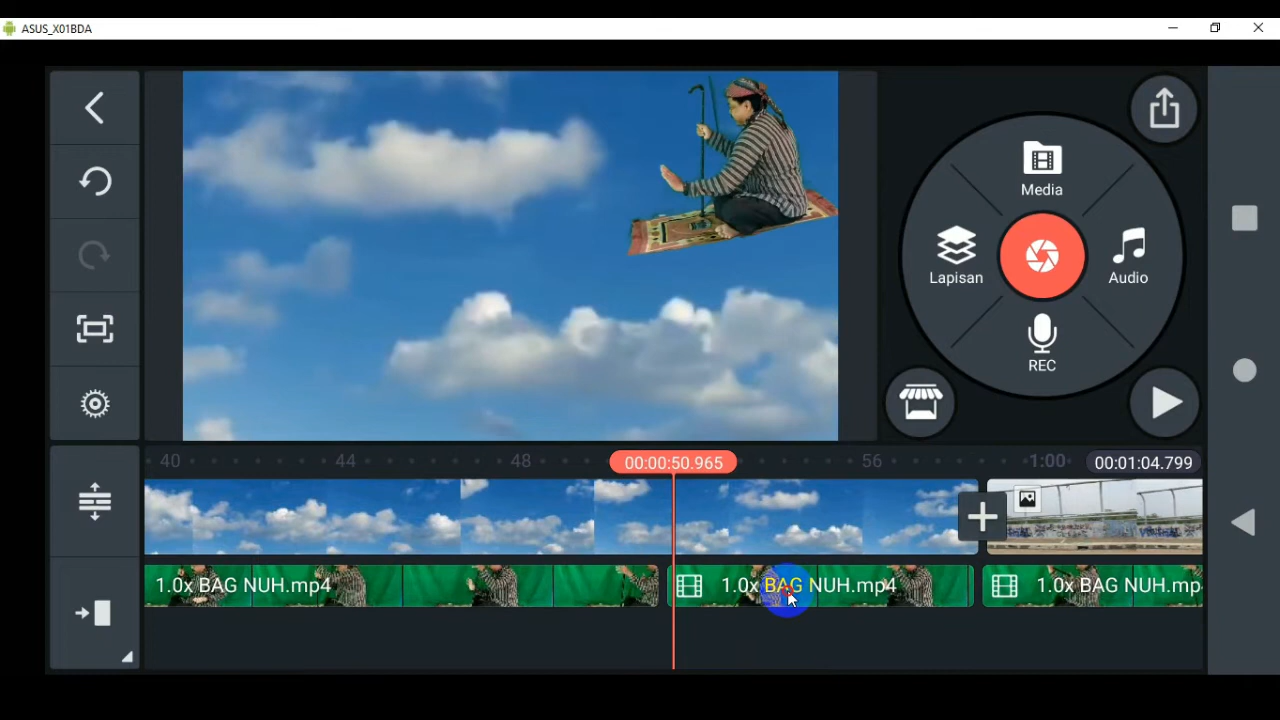 ASUS_X01BDA
Media
Lapisan
Audio
REC
40
44
48
00:00:50.965
56
1:00
00:01:04.799
1.0x BAG NUH.mp4
1.0x BAG NUH.mp4
1.0x BAG NUH.mp